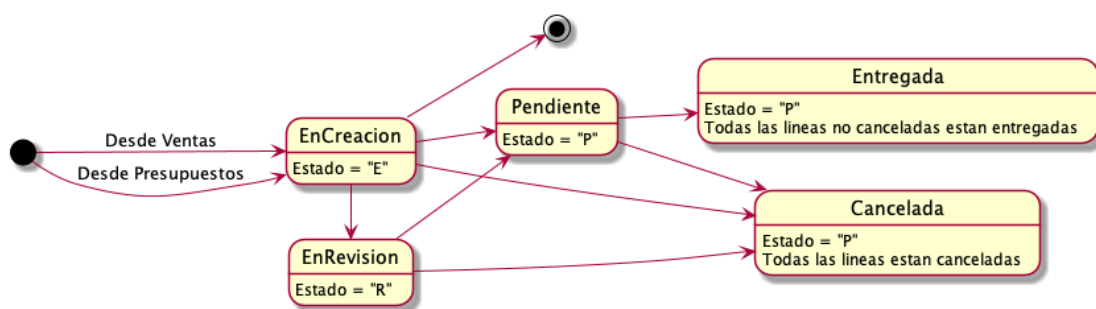 Desde Ventas
Desde Presupuestos
EnCreacion
Estado = "E"
EnRevision
Estado = "R"
Pendiente
Estado = "P"
Entregada
Estado = "P"
Todas las lineas no canceladas estan entregadas
Cancelada
Estado = "P"
Todas las lineas estan canceladas